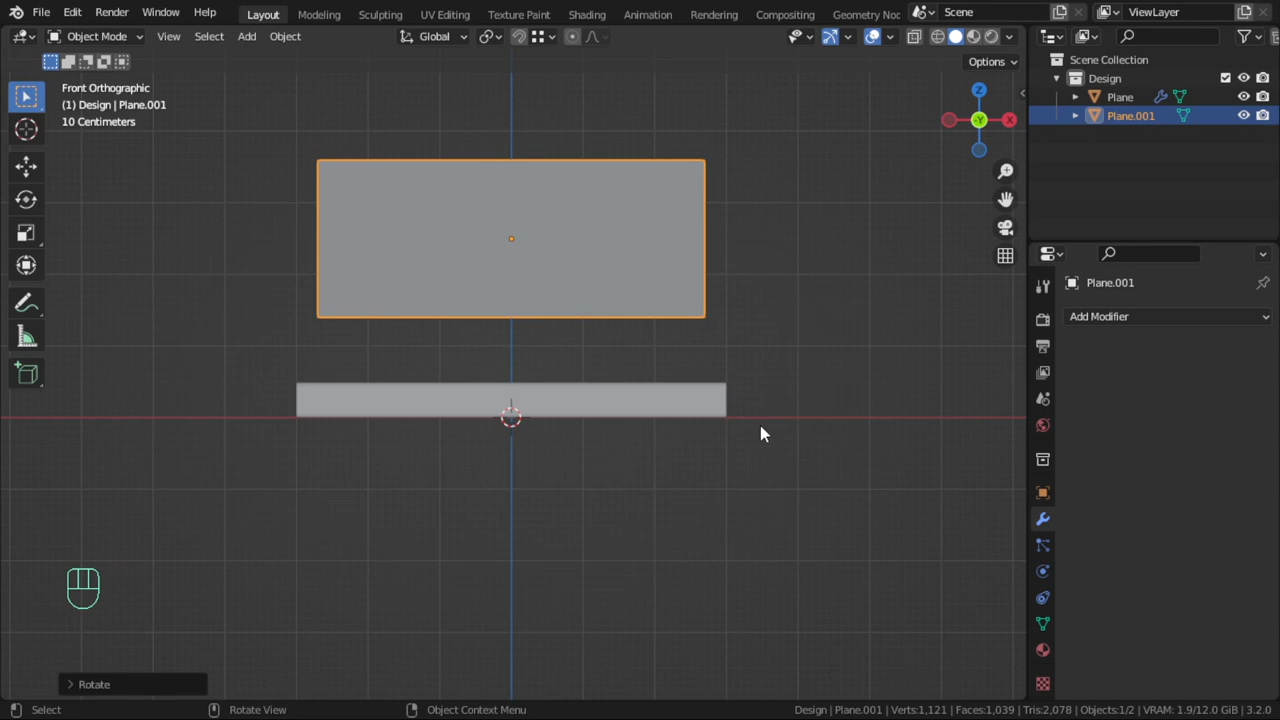 File Edit Render Window Help Layout Modeling Sculpting UV Editing Texture Paint Shading Animation Rendering Compositing Geometry Noc Scene ViewLayer
Object Mode View Select Add Object Global
Options
Front Orthographic
(1) Design | Plane.001
10 Centimeters
Z
-Y
X
Rotate
Scene Collection
Design
Plane
Plane.001
Plane.001
Add Modifier
Select Rotate View Object Context Menu Design | Plane.001 | Verts:1,121 | Faces:1,039 | Tris:2,078 | Objects:1/2 | VRAM: 1.9/12.0 GiB | 3.2.0